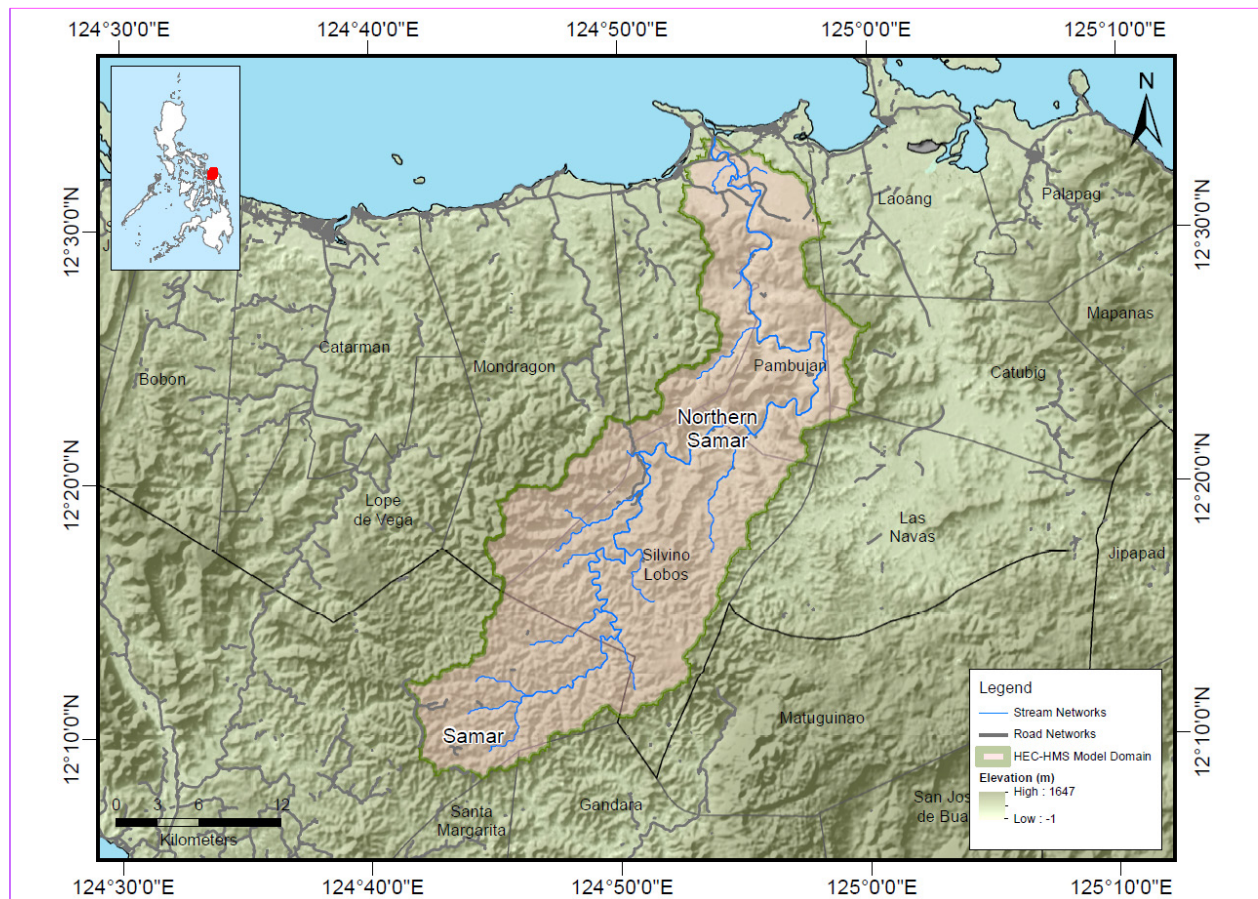 124°30'0"E 124°40'0"E 124°50'0"E 125°0'0"E 125°10'0"E
N
12°30'0"N
12°20'0"N
12°10'0"N
12°30'0"N
12°20'0"N
12°10'0"N
Laoang
Palapag
Mapanas
Catarman
Mondragon
Bobon
Pambujan
Catubig
Northern
Samar
Lope
de Vega
Las
Navas
Jipapad
Silvino
Lobos
Matuguinao
Samar
Santa
Margarita
Gandara
San Jos
de Bua
Legend
Stream Networks
Road Networks
HEC-HMS Model Domain
Elevation (m)
High : 1647
Low : -1
0 3 6 12
Kilometers
124°30'0"E 124°40'0"E 124°50'0"E 125°0'0"E 125°10'0"E